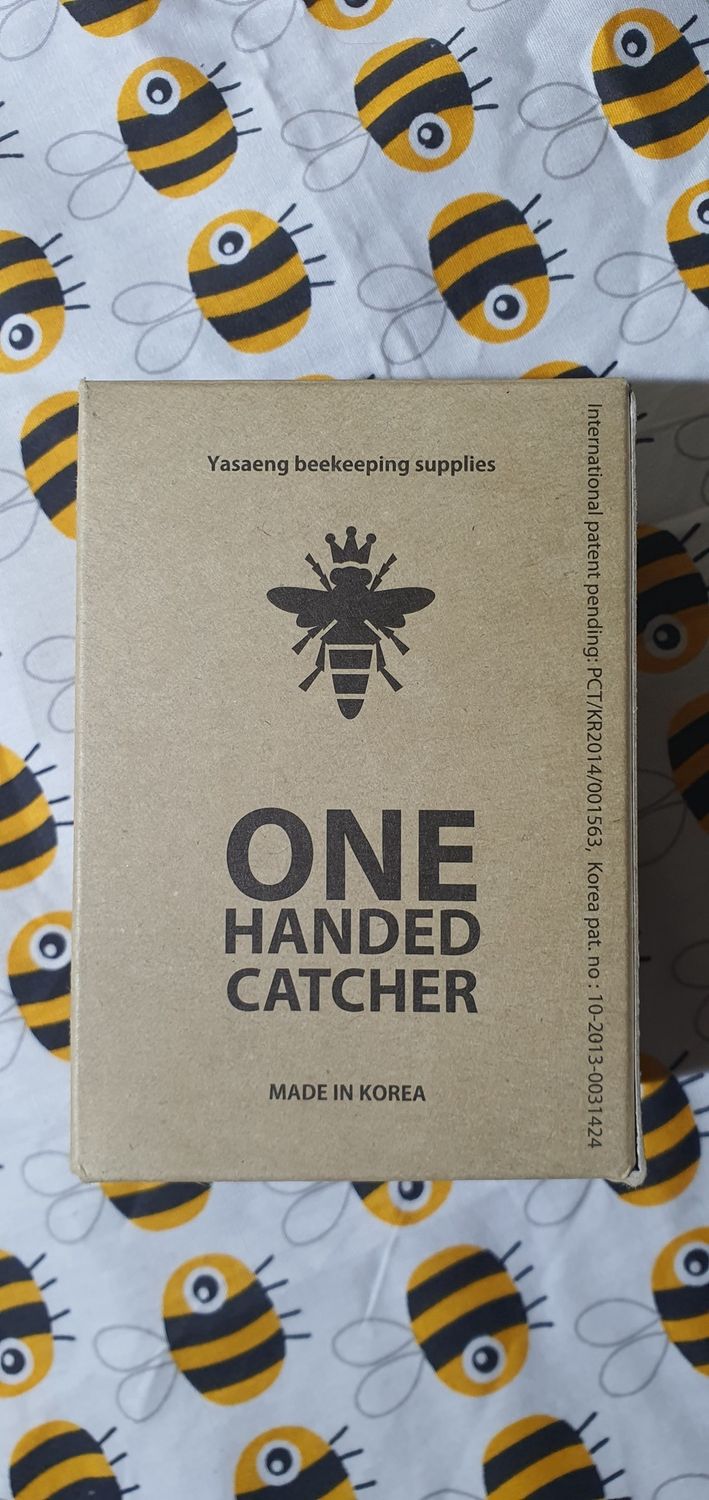 Yasaeng beekeeping supplies
ONE
HANDED
CATCHER
MADE IN KOREA
International patent pending: PCT/KR2014/001563, Korea pat. no : 10-2013-0031424